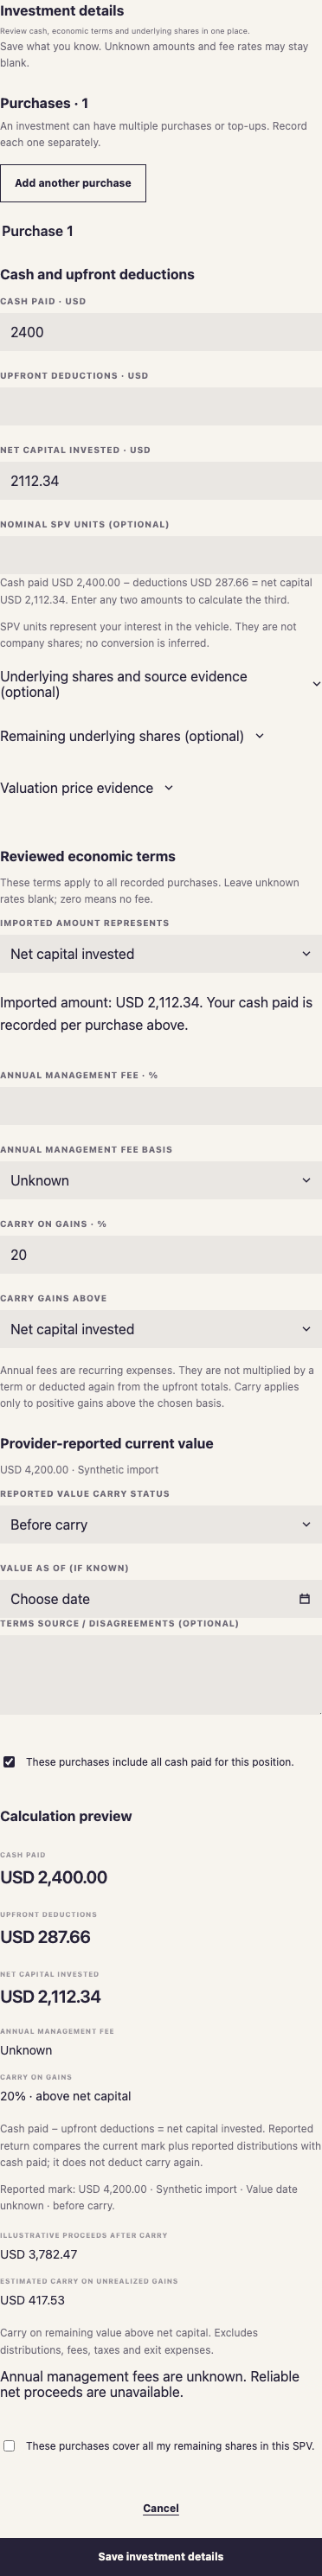 Investment details
Review cash, economic terms and underlying shares in one place.
Save what you know. Unknown amounts and fee rates may stay
blank.
Purchases · 1
An investment can have multiple purchases or top-ups. Record
each one separately.
Add another purchase
Purchase 1
Cash and upfront deductions
CASH PAID · USD
2400
UPFRONT DEDUCTIONS · USD
NET CAPITAL INVESTED · USD
2112.34
NOMINAL SPV UNITS (OPTIONAL)
Cash paid USD 2,400.00 − deductions USD 287.66 = net capital
USD 2,112.34. Enter any two amounts to calculate the third.
SPV units represent your interest in the vehicle. They are not
company shares; no conversion is inferred.
Underlying shares and source evidence
(optional)
Remaining underlying shares (optional)
Valuation price evidence
Reviewed economic terms
These terms apply to all recorded purchases. Leave unknown
rates blank; zero means no fee.
IMPORTED AMOUNT REPRESENTS
Net capital invested
Imported amount: USD 2,112.34. Your cash paid is
recorded per purchase above.
ANNUAL MANAGEMENT FEE · %
ANNUAL MANAGEMENT FEE BASIS
Unknown
CARRY ON GAINS · %
20
CARRY GAINS ABOVE
Net capital invested
Annual fees are recurring expenses. They are not multiplied by a
term or deducted again from the upfront totals. Carry applies
only to positive gains above the chosen basis.
Provider-reported current value
USD 4,200.00 · Synthetic import
REPORTED VALUE CARRY STATUS
Before carry
VALUE AS OF (IF KNOWN)
Choose date
TERMS SOURCE / DISAGREEMENTS (OPTIONAL)
These purchases include all cash paid for this position.
Calculation preview
CASH PAID
USD 2,400.00
UPFRONT DEDUCTIONS
USD 287.66
NET CAPITAL INVESTED
USD 2,112.34
ANNUAL MANAGEMENT FEE
Unknown
CARRY ON GAINS
20% · above net capital
Cash paid − upfront deductions = net capital invested. Reported
return compares the current mark plus reported distributions with
cash paid; it does not deduct carry again.
Reported mark: USD 4,200.00 · Synthetic import · Value date
unknown · before carry.
ILLUSTRATIVE PROCEEDS AFTER CARRY
USD 3,782.47
ESTIMATED CARRY ON UNREALIZED GAINS
USD 417.53
Carry on remaining value above net capital. Excludes
distributions, fees, taxes and exit expenses.
Annual management fees are unknown. Reliable
net proceeds are unavailable.
These purchases cover all my remaining shares in this SPV.
Cancel
Save investment details